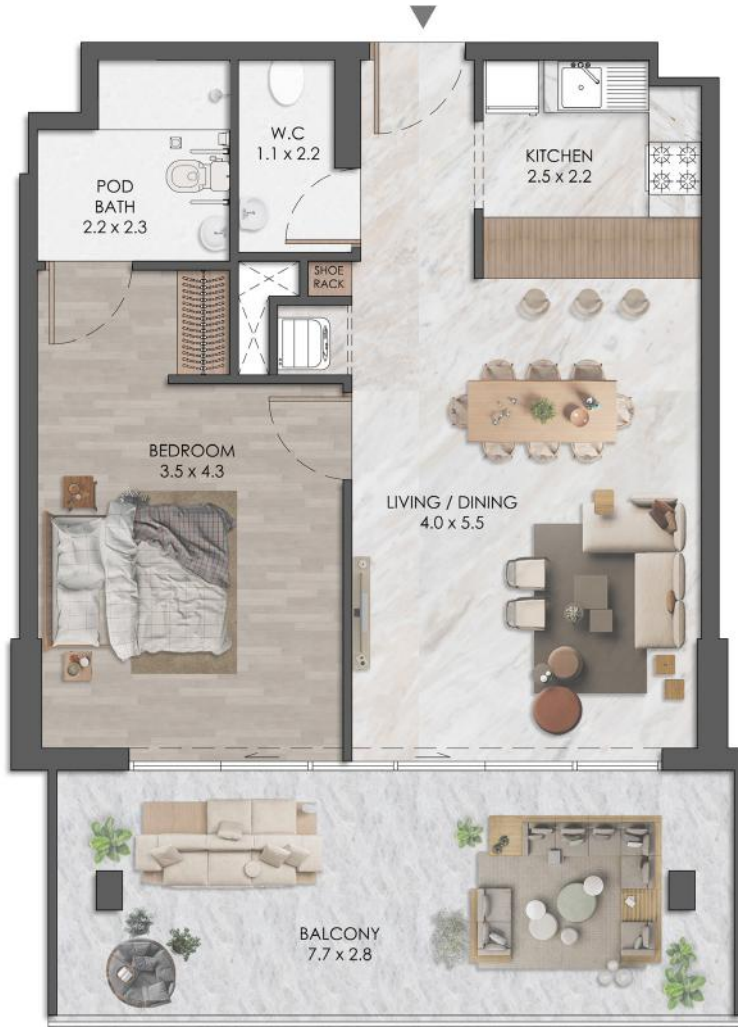 W.C
1.1 x 2.2
KITCHEN
2.5 x 2.2
POD
BATH
2.2 x 2.3
SHOE
RACK
BEDROOM
3.5 x 4.3
LIVING / DINING
4.0 x 5.5
BALCONY
7.7 x 2.8